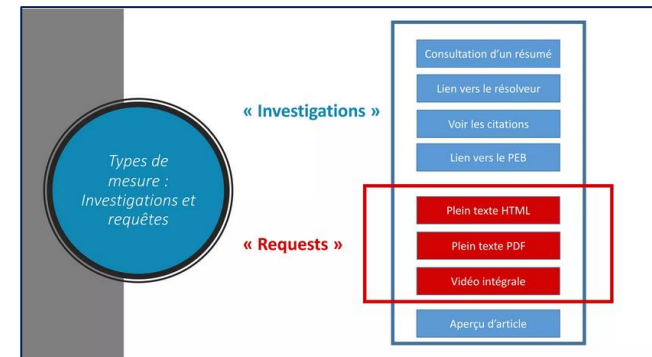 Types de
mesure :
Investigations et
requêtes
« Investigations »
Consultation d'un résumé
Lien vers le résolveur
Voir les citations
Lien vers le PEB
« Requests »
Plein texte HTML
Plein texte PDF
Vidéo intégrale
Aperçu d'article